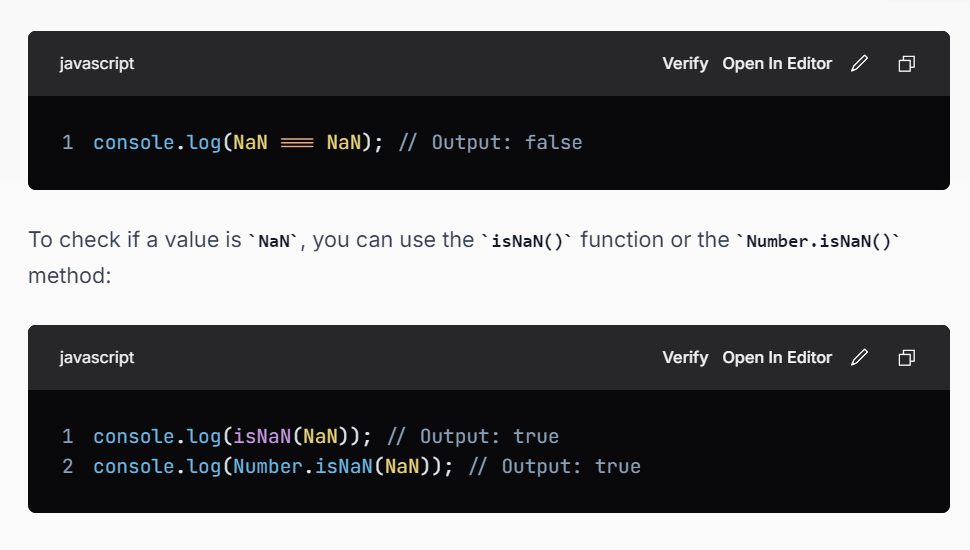 javascript
Verify Open In Editor
1 console.log(NaN === NaN); // Output: false
To check if a value is `NaN`, you can use the `isNaN()` function or the `Number.isNaN()`
method:
javascript
Verify Open In Editor
1 console.log(isNaN(NaN)); // Output: true
2 console.log(Number.isNaN(NaN)); // Output: true